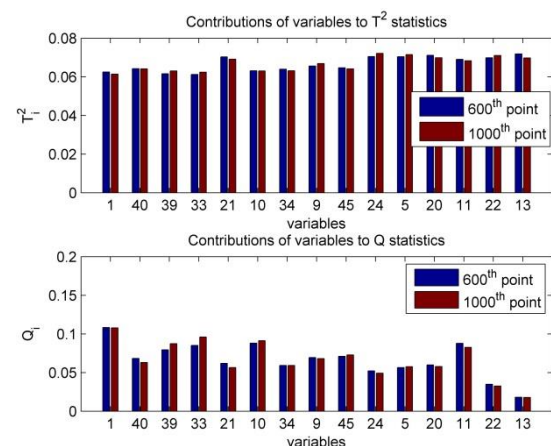 Contributions of variables to T² statistics
0.08
0.06
0.04
0.02
0
T²i
600th point
1000th point
1 40 39 33 21 10 34 9 45 24 5 20 11 22 13
variables
Contributions of variables to Q statistics
0.2
0.15
0.1
0.05
0
Qi
600th point
1000th point
1 40 39 33 21 10 34 9 45 24 5 20 11 22 13
variables